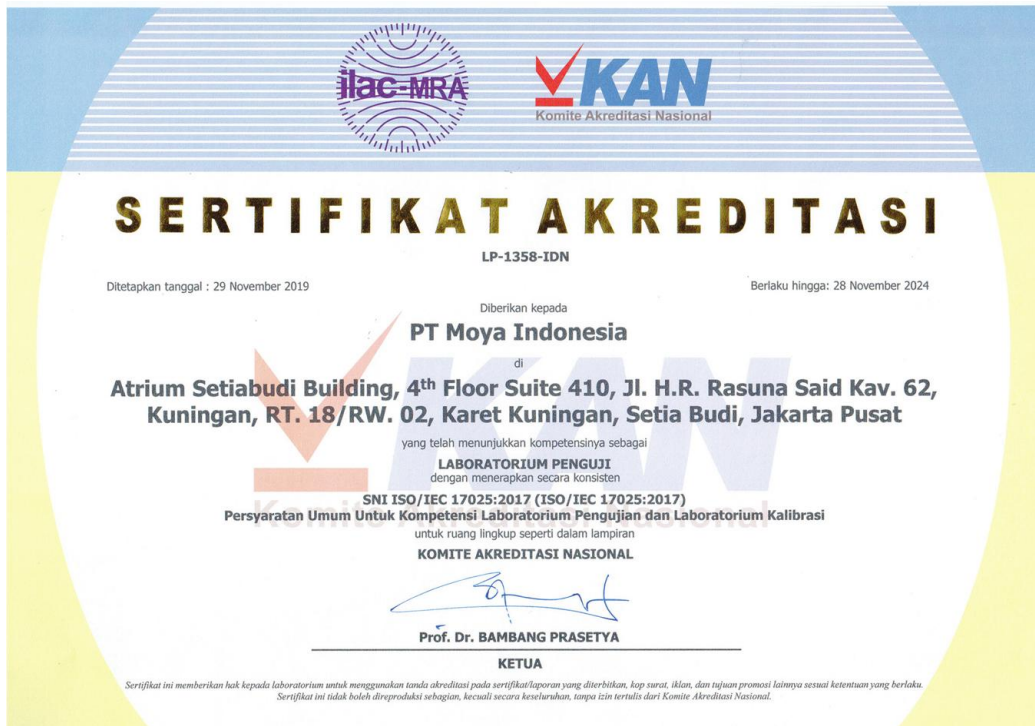 ilac-MRA
KAN
Komite Akreditasi Nasional
SERTIFIKAT AKREDITASI
LP-1358-IDN
Ditetapkan tanggal : 29 November 2019
Berlaku hingga: 28 November 2024
Diberikan kepada
PT Moya Indonesia
di
Atrium Setiabudi Building, 4th Floor Suite 410, Jl. H.R. Rasuna Said Kav. 62,
Kuningan, RT. 18/RW. 02, Karet Kuningan, Setia Budi, Jakarta Pusat
yang telah menunjukkan kompetensinya sebagai
LABORATORIUM PENGUJI
dengan menerapkan secara konsisten
SNI ISO/IEC 17025:2017 (ISO/IEC 17025:2017)
Persyaratan Umum Untuk Kompetensi Laboratorium Pengujian dan Laboratorium Kalibrasi
untuk ruang lingkup seperti dalam lampiran
KOMITE AKREDITASI NASIONAL
Prof. Dr. BAMBANG PRASETYA
KETUA
Sertifikat ini memberikan hak kepada laboratorium untuk menggunakan tanda akreditasi pada sertifikat/laporan yang diterbitkan, kop surat, iklan, dan tujuan promosi lainnya sesuai ketentuan yang berlaku.
Sertifikat ini tidak boleh direproduksi sebagian, kecuali secara keseluruhan, tanpa izin tertulis dari Komite Akreditasi Nasional.
KAN
Komite Akreditasi Nasional